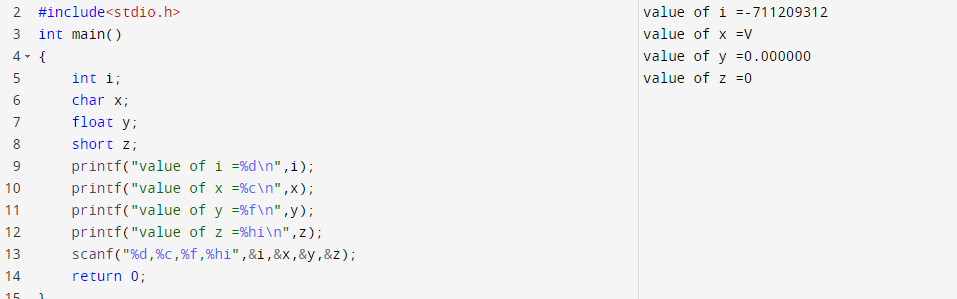 2 #include<stdio.h>
3 int main()
4 {
5 int i;
6 char x;
7 float y;
8 short z;
9 printf("value of i =%d\n",i);
10 printf("value of x =%c\n",x);
11 printf("value of y =%f\n",y);
12 printf("value of z =%hi\n",z);
13 scanf("%d,%c,%f,%hi",&i,&x,&y,&z);
14 return 0;
15 }
value of i =-711209312
value of x =V
value of y =0.000000
value of z =0